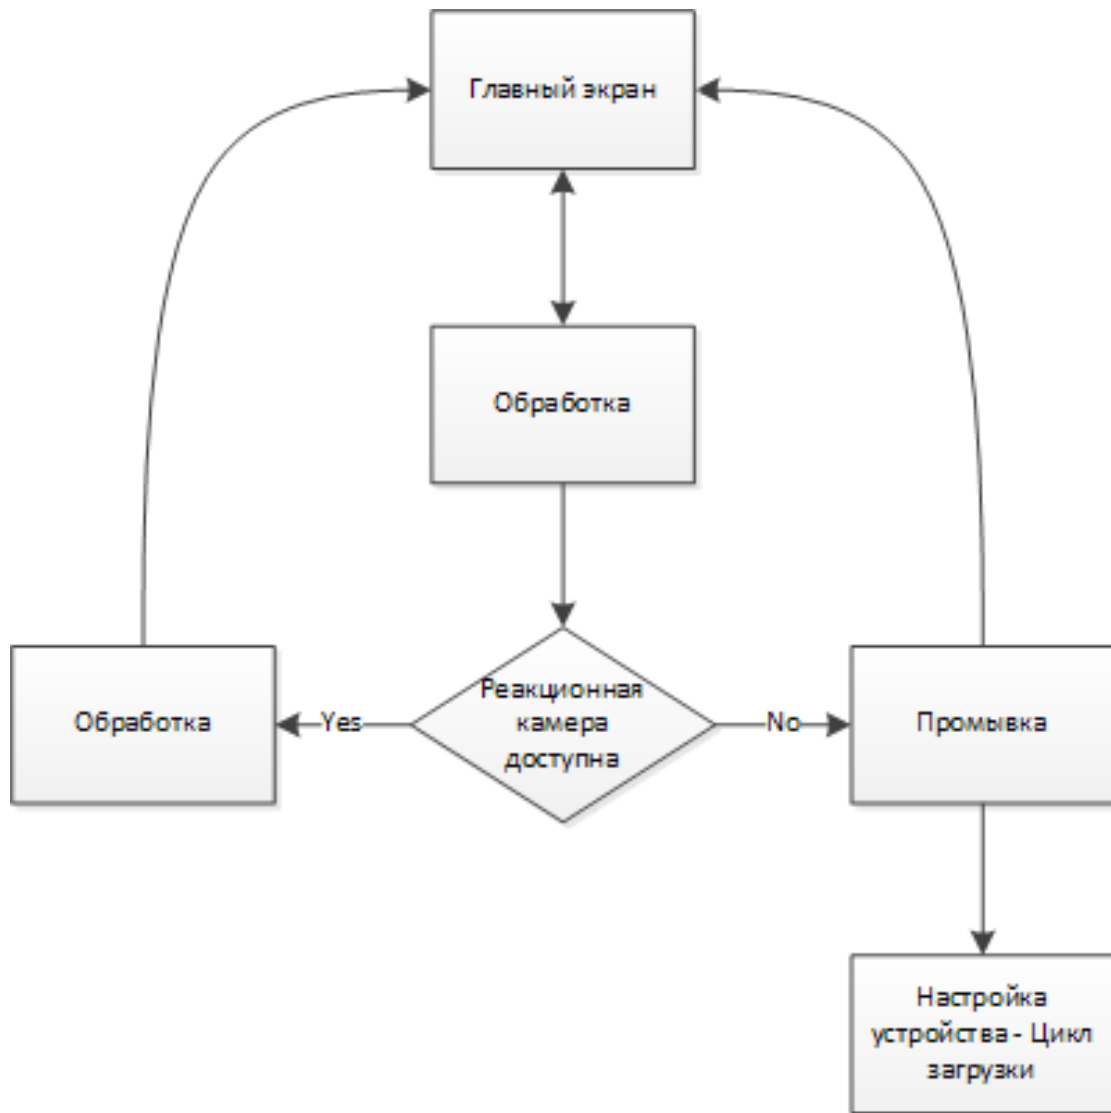 Главный экран
Обработка
Реакционная
камера
доступна
Обработка
Yes
No
Промывка
Настройка
устройства - Цикл
загрузки